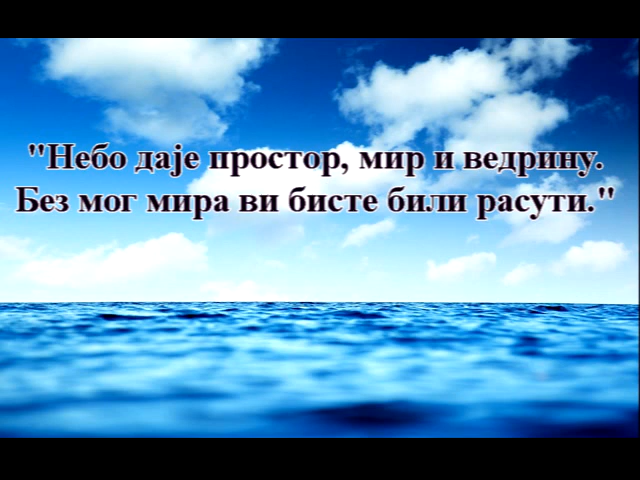 "Небо даје простор, мир и ведрину.
Без мог мира ви бисте били расути."